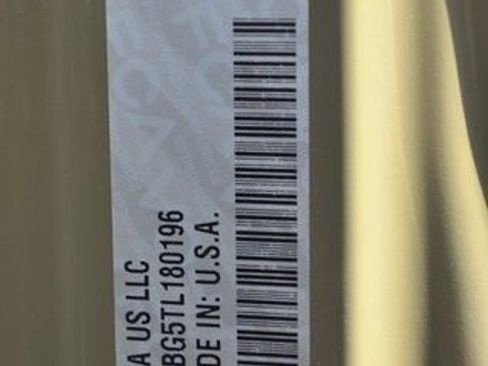 A US LLC
BG5TL180196
DE IN: U.S.A.